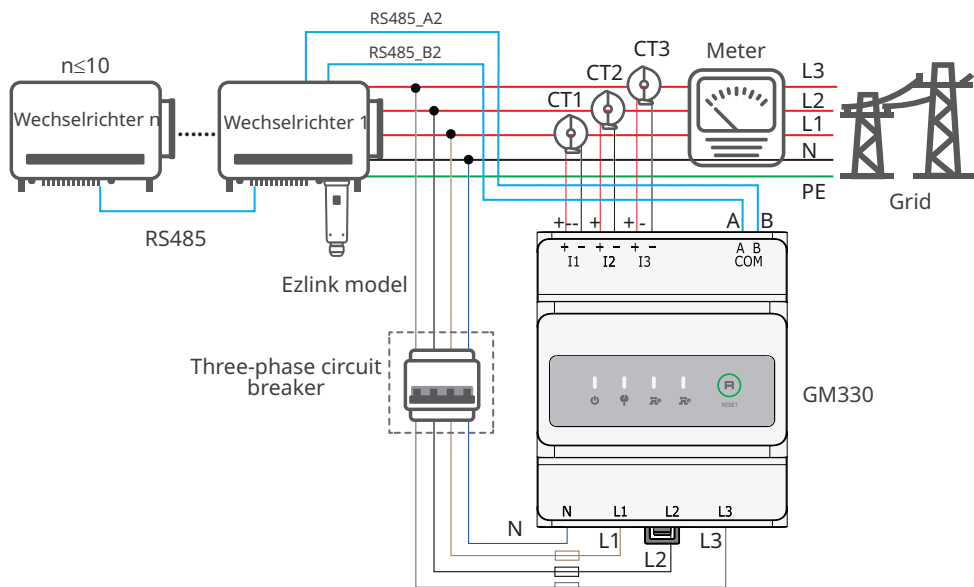 RS485_A2
RS485_B2
n≤10
CT3
CT2
CT1
Meter
L3
L2
L1
N
PE
Grid
Wechselrichter n
Wechselrichter 1
RS485
Ezlink model
+-- + + -
A B
+ − + − + −
I1 I2 I3
A B
COM
Three-phase circuit
breaker
GM330
RESET
N L1 L2 L3
N
L1
L2
L3